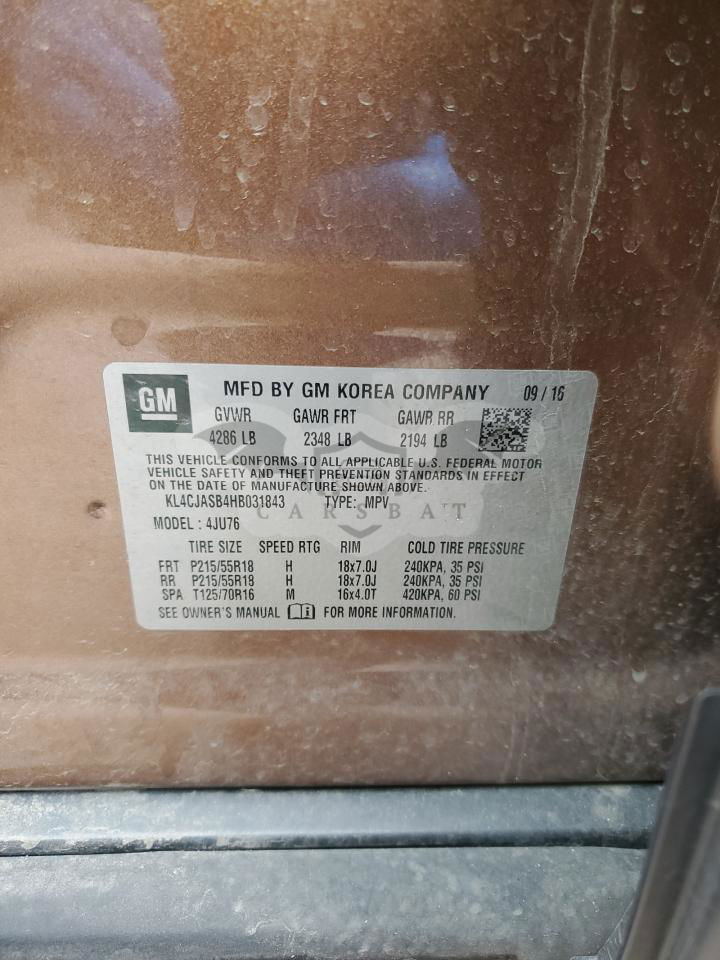 GM
MFD BY GM KOREA COMPANY 09 / 16
GVWR GAWR FRT GAWR RR
4286 LB 2348 LB 2194 LB
THIS VEHICLE CONFORMS TO ALL APPLICABLE U.S. FEDERAL MOTOR
VEHICLE SAFETY AND THEFT PREVENTION STANDARDS IN EFFECT
ON THE DATE OF MANUFACTURE SHOWN ABOVE.
KL4CJASB4HB031843 TYPE: MPV
CARSBAT
MODEL : 4JU76
TIRE SIZE SPEED RTG RIM COLD TIRE PRESSURE
FRT P215/55R18 H 18x7.0J 240KPA, 35 PSI
RR P215/55R18 H 18x7.0J 240KPA, 35 PSI
SPA T125/70R16 M 16x4.0T 420KPA, 60 PSI
SEE OWNER'S MANUAL FOR MORE INFORMATION.